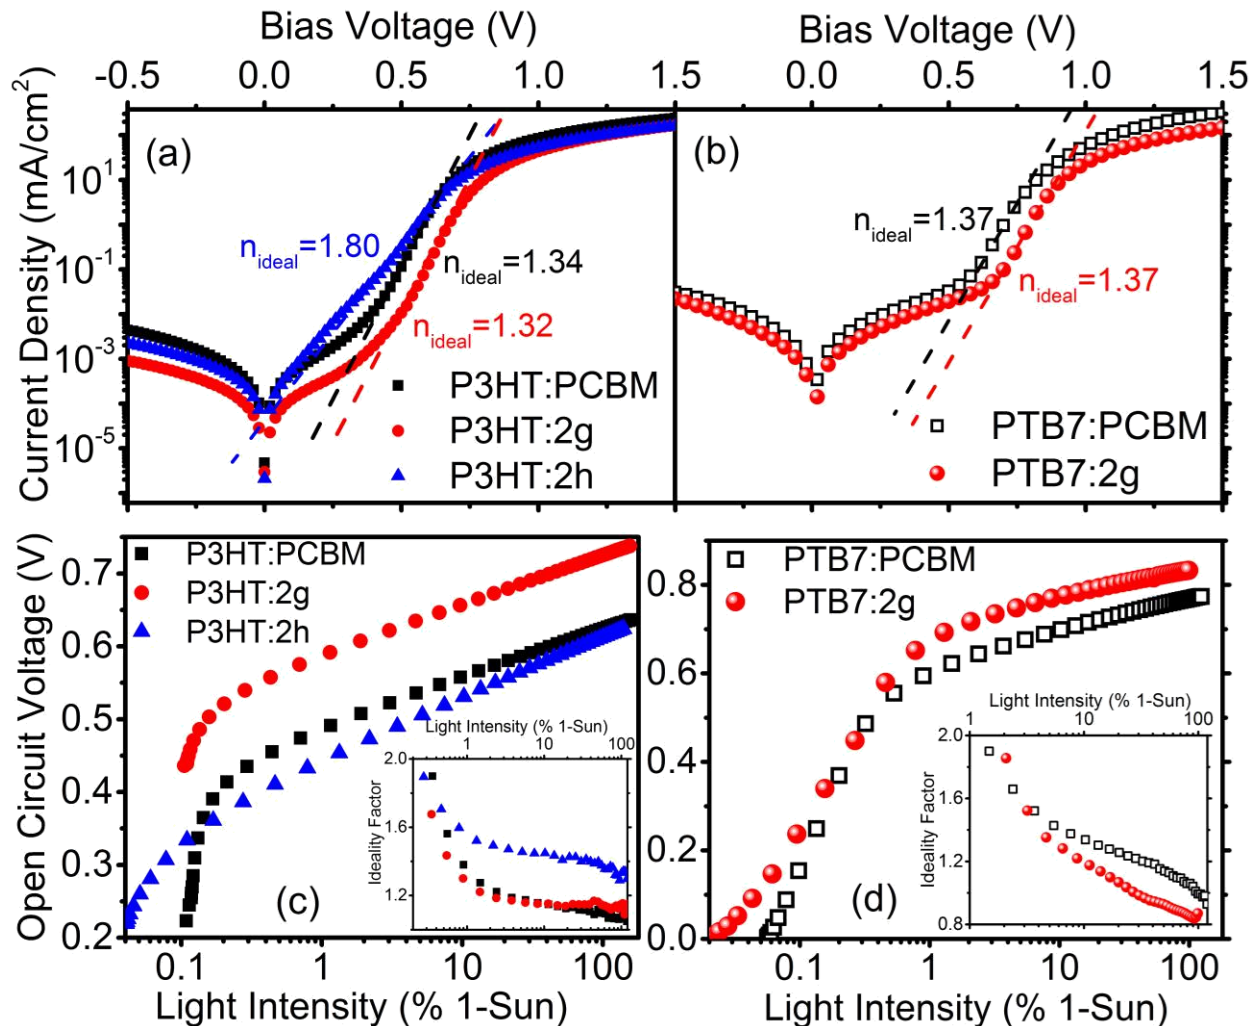 Bias Voltage (V)
Bias Voltage (V)
-0.5 0.0 0.5 1.0 1.5
0.0 0.5 1.0 1.5
Current Density (mA/cm²)
10¹
10⁻¹
10⁻³
10⁻⁵
(a)
n_ideal=1.80
n_ideal=1.34
n_ideal=1.32
P3HT:PCBM
P3HT:2g
P3HT:2h
(b)
n_ideal=1.37
n_ideal=1.37
PTB7:PCBM
PTB7:2g
Open Circuit Voltage (V)
0.7
0.6
0.5
0.4
0.3
0.2
P3HT:PCBM
P3HT:2g
P3HT:2h
Light Intensity (% 1-Sun)
1 10 100
Ideality Factor
2.0
1.6
1.2
(c)
0.1 1 10 100
Light Intensity (% 1-Sun)
0.8
0.6
0.4
0.2
0.0
PTB7:PCBM
PTB7:2g
Light Intensity (% 1-Sun)
1 10 100
Ideality Factor
2.0
1.6
1.2
0.8
(d)
0.1 1 10 100
Light Intensity (% 1-Sun)